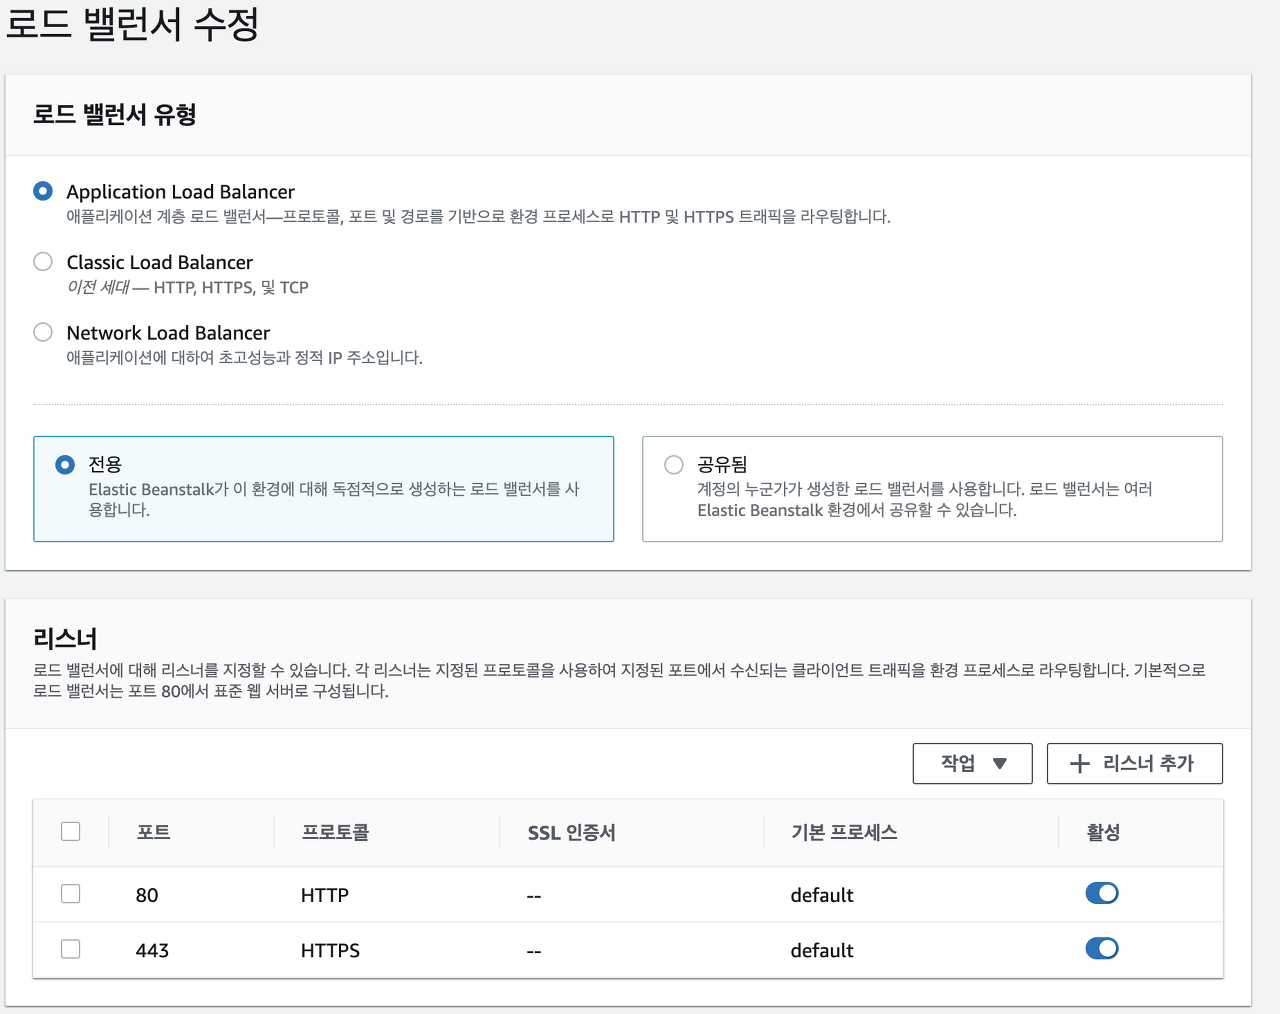 로드 밸런서 수정
로드 밸런서 유형
Application Load Balancer
애플리케이션 계층 로드 밸런서—프로토콜, 포트 및 경로를 기반으로 환경 프로세스로 HTTP 및 HTTPS 트래픽을 라우팅합니다.
Classic Load Balancer
이전 세대 — HTTP, HTTPS, 및 TCP
Network Load Balancer
애플리케이션에 대하여 초고성능과 정적 IP 주소입니다.
전용
Elastic Beanstalk가 이 환경에 대해 독점적으로 생성하는 로드 밸런서를 사
용합니다.
공유됨
계정의 누군가가 생성한 로드 밸런서를 사용합니다. 로드 밸런서는 여러
Elastic Beanstalk 환경에서 공유할 수 있습니다.
리스너
로드 밸런서에 대해 리스너를 지정할 수 있습니다. 각 리스너는 지정된 프로토콜을 사용하여 지정된 포트에서 수신되는 클라이언트 트래픽을 환경 프로세스로 라우팅합니다. 기본적으로
로드 밸런서는 포트 80에서 표준 웹 서버로 구성됩니다.
작업 ▼ + 리스너 추가
포트 프로토콜 SSL 인증서 기본 프로세스 활성
80 HTTP -- default
443 HTTPS -- default